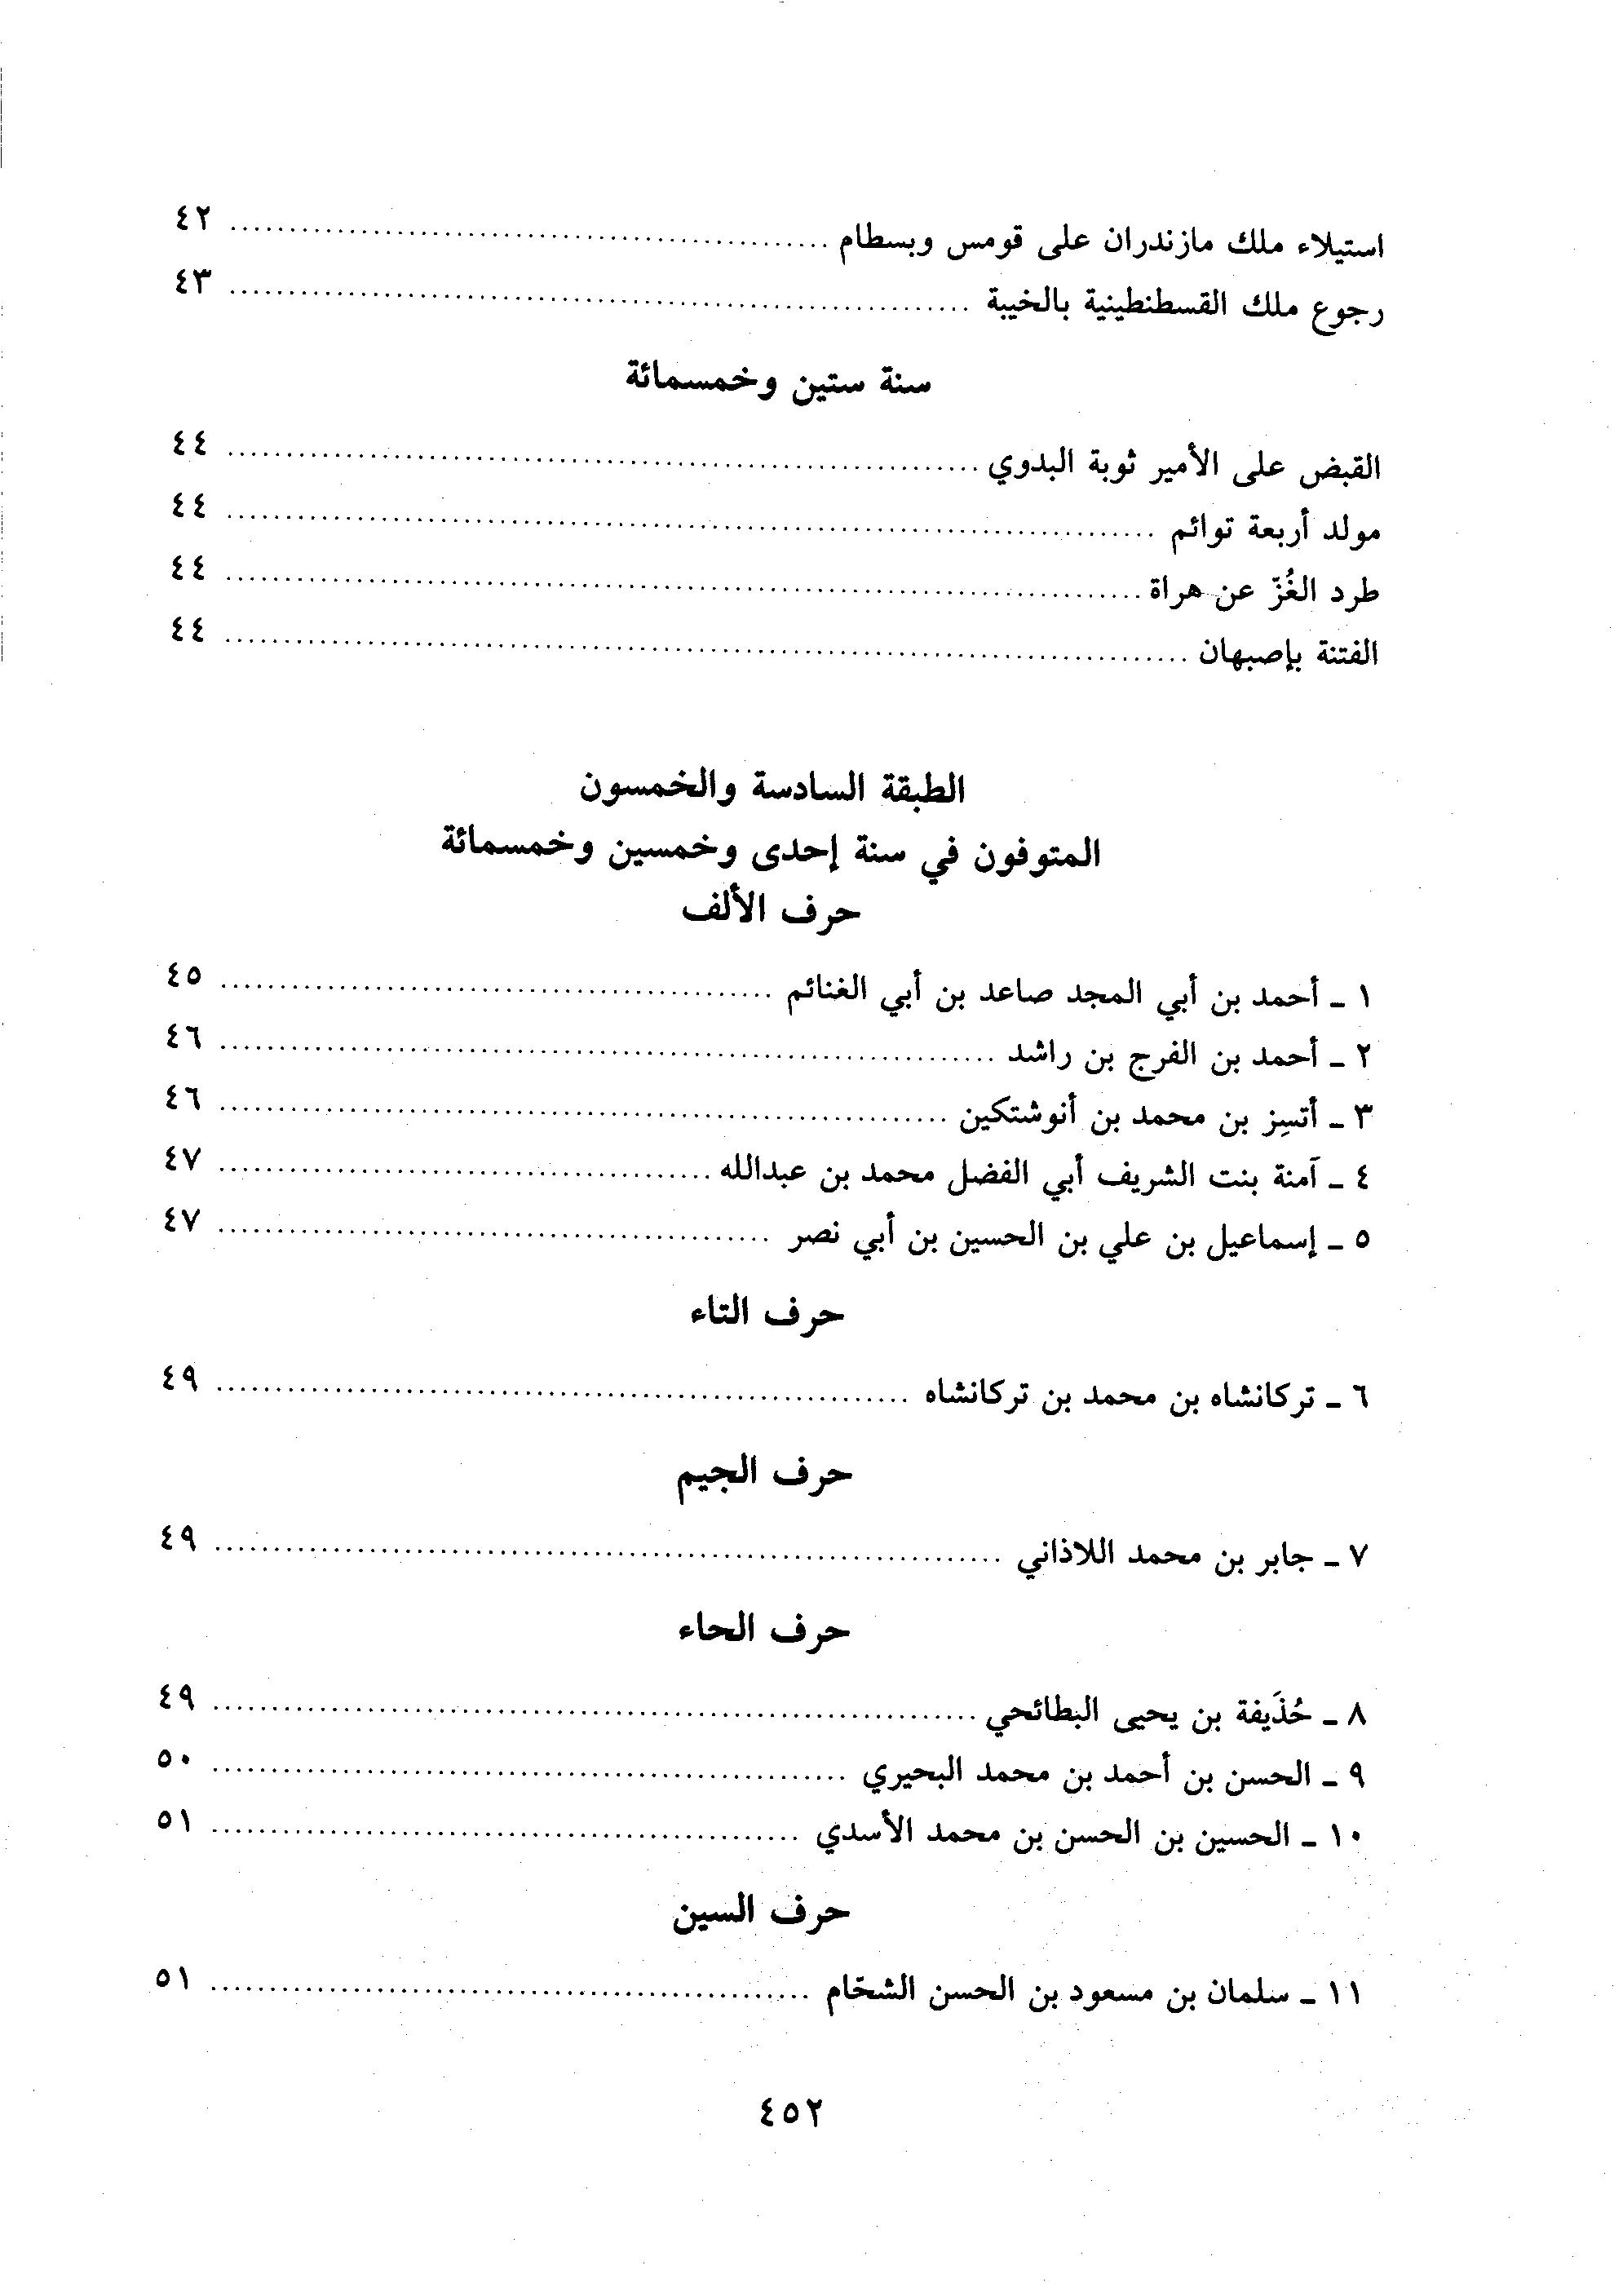 استيلاء ملك مازندران على قومس وبسطام ........ ٤٢
رجوع ملك القسطنطينية بالخيبة ........ ٤٣
سنة ستين وخمسمائة
القبض على الأمير ثوبة البدوي ........ ٤٤
مولد أربعة توائم ........ ٤٤
طرد الغُزّ عن هراة ........ ٤٤
الفتنة بإصبهان ........ ٤٤
الطبقة السادسة والخمسون
المتوفون في سنة إحدى وخمسين وخمسمائة
حرف الألف
١ - أحمد بن أبي المجد صاعد بن أبي الغنائم ........ ٤٥
٢ - أحمد بن الفرج بن راشد ........ ٤٦
٣ - أتسِز بن محمد بن أنوشتكين ........ ٤٦
٤ - آمنة بنت الشريف أبي الفضل محمد بن عبدالله ........ ٤٧
٥ - إسماعيل بن علي بن الحسين بن أبي نصر ........ ٤٧
حرف التاء
٦ - تركانشاه بن محمد بن تركانشاه ........ ٤٩
حرف الجيم
٧ - جابر بن محمد اللاذاني ........ ٤٩
حرف الحاء
٨ - حُذَيفة بن يحيى البطائحي ........ ٤٩
٩ - الحسن بن أحمد بن محمد البحيري ........ ٥٠
١٠ - الحسين بن الحسن بن محمد الأسدي ........ ٥١
حرف السين
١١ - سلمان بن مسعود بن الحسن الشحّام ........ ٥١
٤٥٢